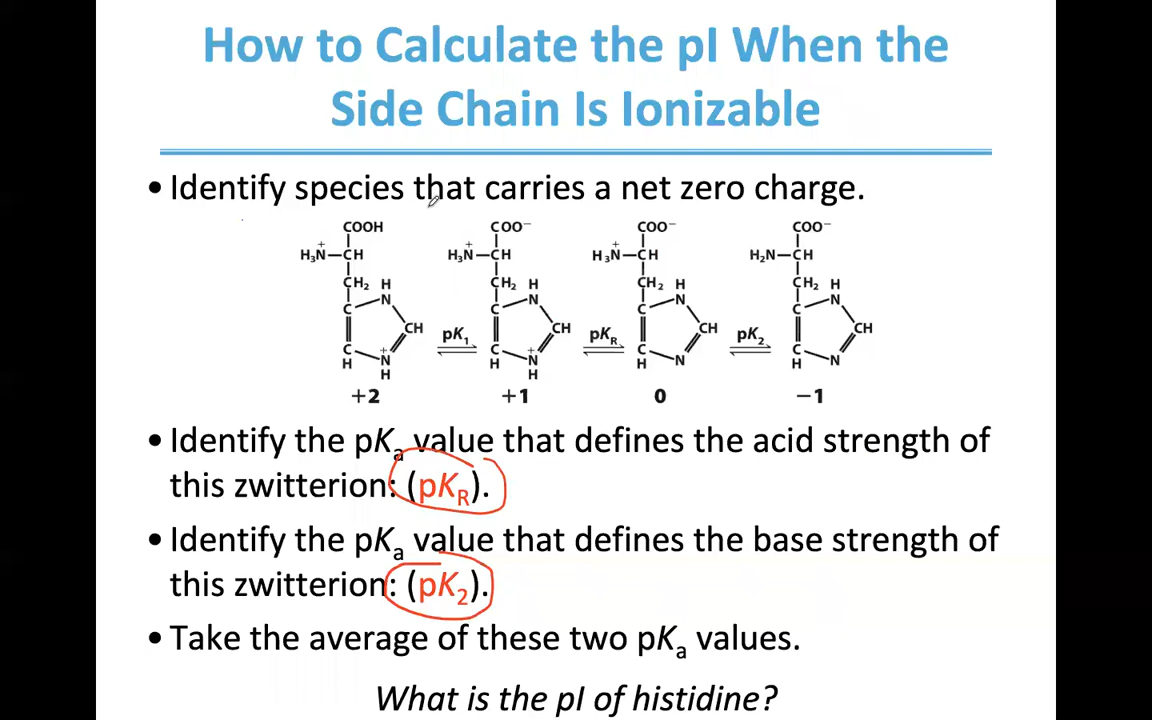 How to Calculate the pI When the
Side Chain Is Ionizable
• Identify species that carries a net zero charge.
COOH COO⁻ COO⁻ COO⁻
H₃N⁺—CH H₃N⁺—CH H₃N⁺—CH H₂N—CH
CH₂ H CH₂ H CH₂ H CH₂ H
C N C N C N C N
CH pK₁ CH pK_R CH pK₂ CH
C N⁺ C N⁺ C N C N
H H H H H H
+2 +1 0 −1
• Identify the pKₐ value that defines the acid strength of
this zwitterion: (pK_R).
• Identify the pKₐ value that defines the base strength of
this zwitterion: (pK₂).
• Take the average of these two pKₐ values.
What is the pI of histidine?